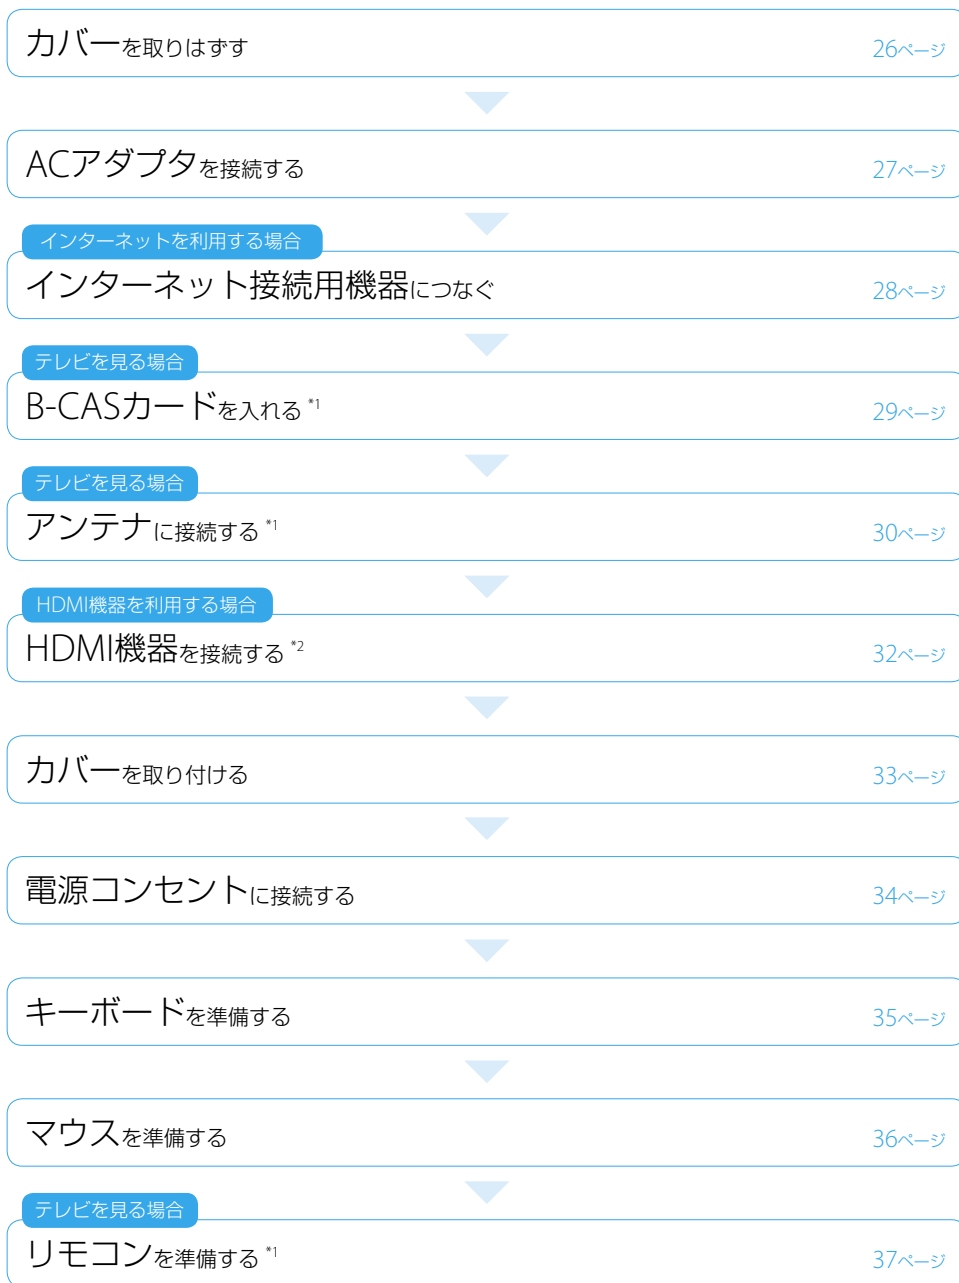 カバーを取りはずす 26ページ
ACアダプタを接続する 27ページ
インターネットを利用する場合
インターネット接続用機器につなぐ 28ページ
テレビを見る場合
B-CASカードを入れる *1 29ページ
テレビを見る場合
アンテナに接続する *1 30ページ
HDMI機器を利用する場合
HDMI機器を接続する *2 32ページ
カバーを取り付ける 33ページ
電源コンセントに接続する 34ページ
キーボードを準備する 35ページ
マウスを準備する 36ページ
テレビを見る場合
リモコンを準備する *1 37ページ